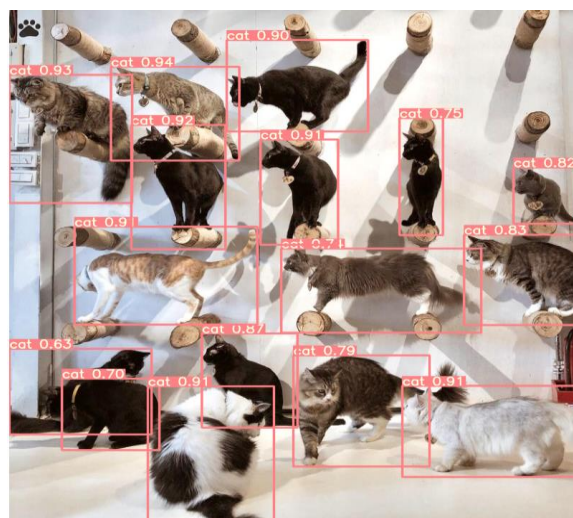 cat 0.90
cat 0.94
cat 0.93
cat 0.75
cat 0.92
cat 0.91
cat 0.82
cat 0.91
cat 0.83
cat 0.74
cat 0.87
cat 0.63
cat 0.79
cat 0.70
cat 0.91
cat 0.91